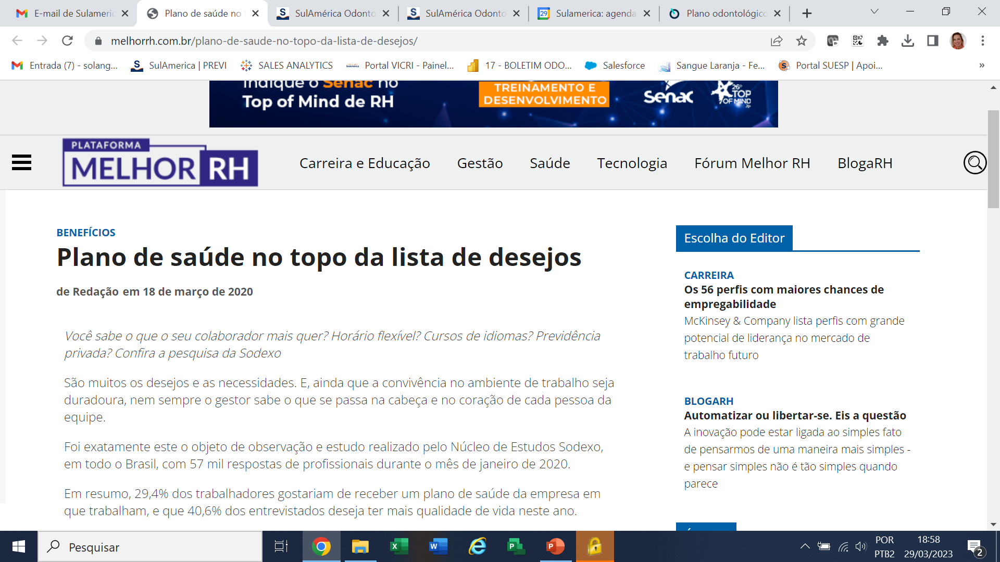 E-mail de Sulameric
Plano de saúde no t
SulAmérica Odonto
SulAmérica Odonto
Sulamerica: agenda
Plano odontológico
melhorrh.com.br/plano-de-saude-no-topo-da-lista-de-desejos/
Entrada (7) - solang...
SulAmerica | PREVI
SALES ANALYTICS
Portal VICRI - Painel...
17 - BOLETIM ODO...
Salesforce
Sangue Laranja - Fe...
Portal SUESP | Apoi...
»
Indique o Senac no
Top of Mind de RH
TREINAMENTO E
DESENVOLVIMENTO
Senac
26º
TOP
OF MIND
PLATAFORMA
MELHOR RH
Carreira e Educação
Gestão
Saúde
Tecnologia
Fórum Melhor RH
BlogaRH
BENEFÍCIOS
Plano de saúde no topo da lista de desejos
de Redação em 18 de março de 2020
Você sabe o que o seu colaborador mais quer? Horário flexível? Cursos de idiomas? Previdência
privada? Confira a pesquisa da Sodexo
São muitos os desejos e as necessidades. E, ainda que a convivência no ambiente de trabalho seja
duradoura, nem sempre o gestor sabe o que se passa na cabeça e no coração de cada pessoa da
equipe.
Foi exatamente este o objeto de observação e estudo realizado pelo Núcleo de Estudos Sodexo,
em todo o Brasil, com 57 mil respostas de profissionais durante o mês de janeiro de 2020.
Em resumo, 29,4% dos trabalhadores gostariam de receber um plano de saúde da empresa em
que trabalham, e que 40,6% dos entrevistados deseja ter mais qualidade de vida neste ano.
Escolha do Editor
CARREIRA
Os 56 perfis com maiores chances de
empregabilidade
McKinsey & Company lista perfis com grande
potencial de liderança no mercado de
trabalho futuro
BLOGARH
Automatizar ou libertar-se. Eis a questão
A inovação pode estar ligada ao simples fato
de pensarmos de uma maneira mais simples -
e pensar simples não é tão simples quando
parece
Pesquisar
POR
PTB2
18:58
29/03/2023
2